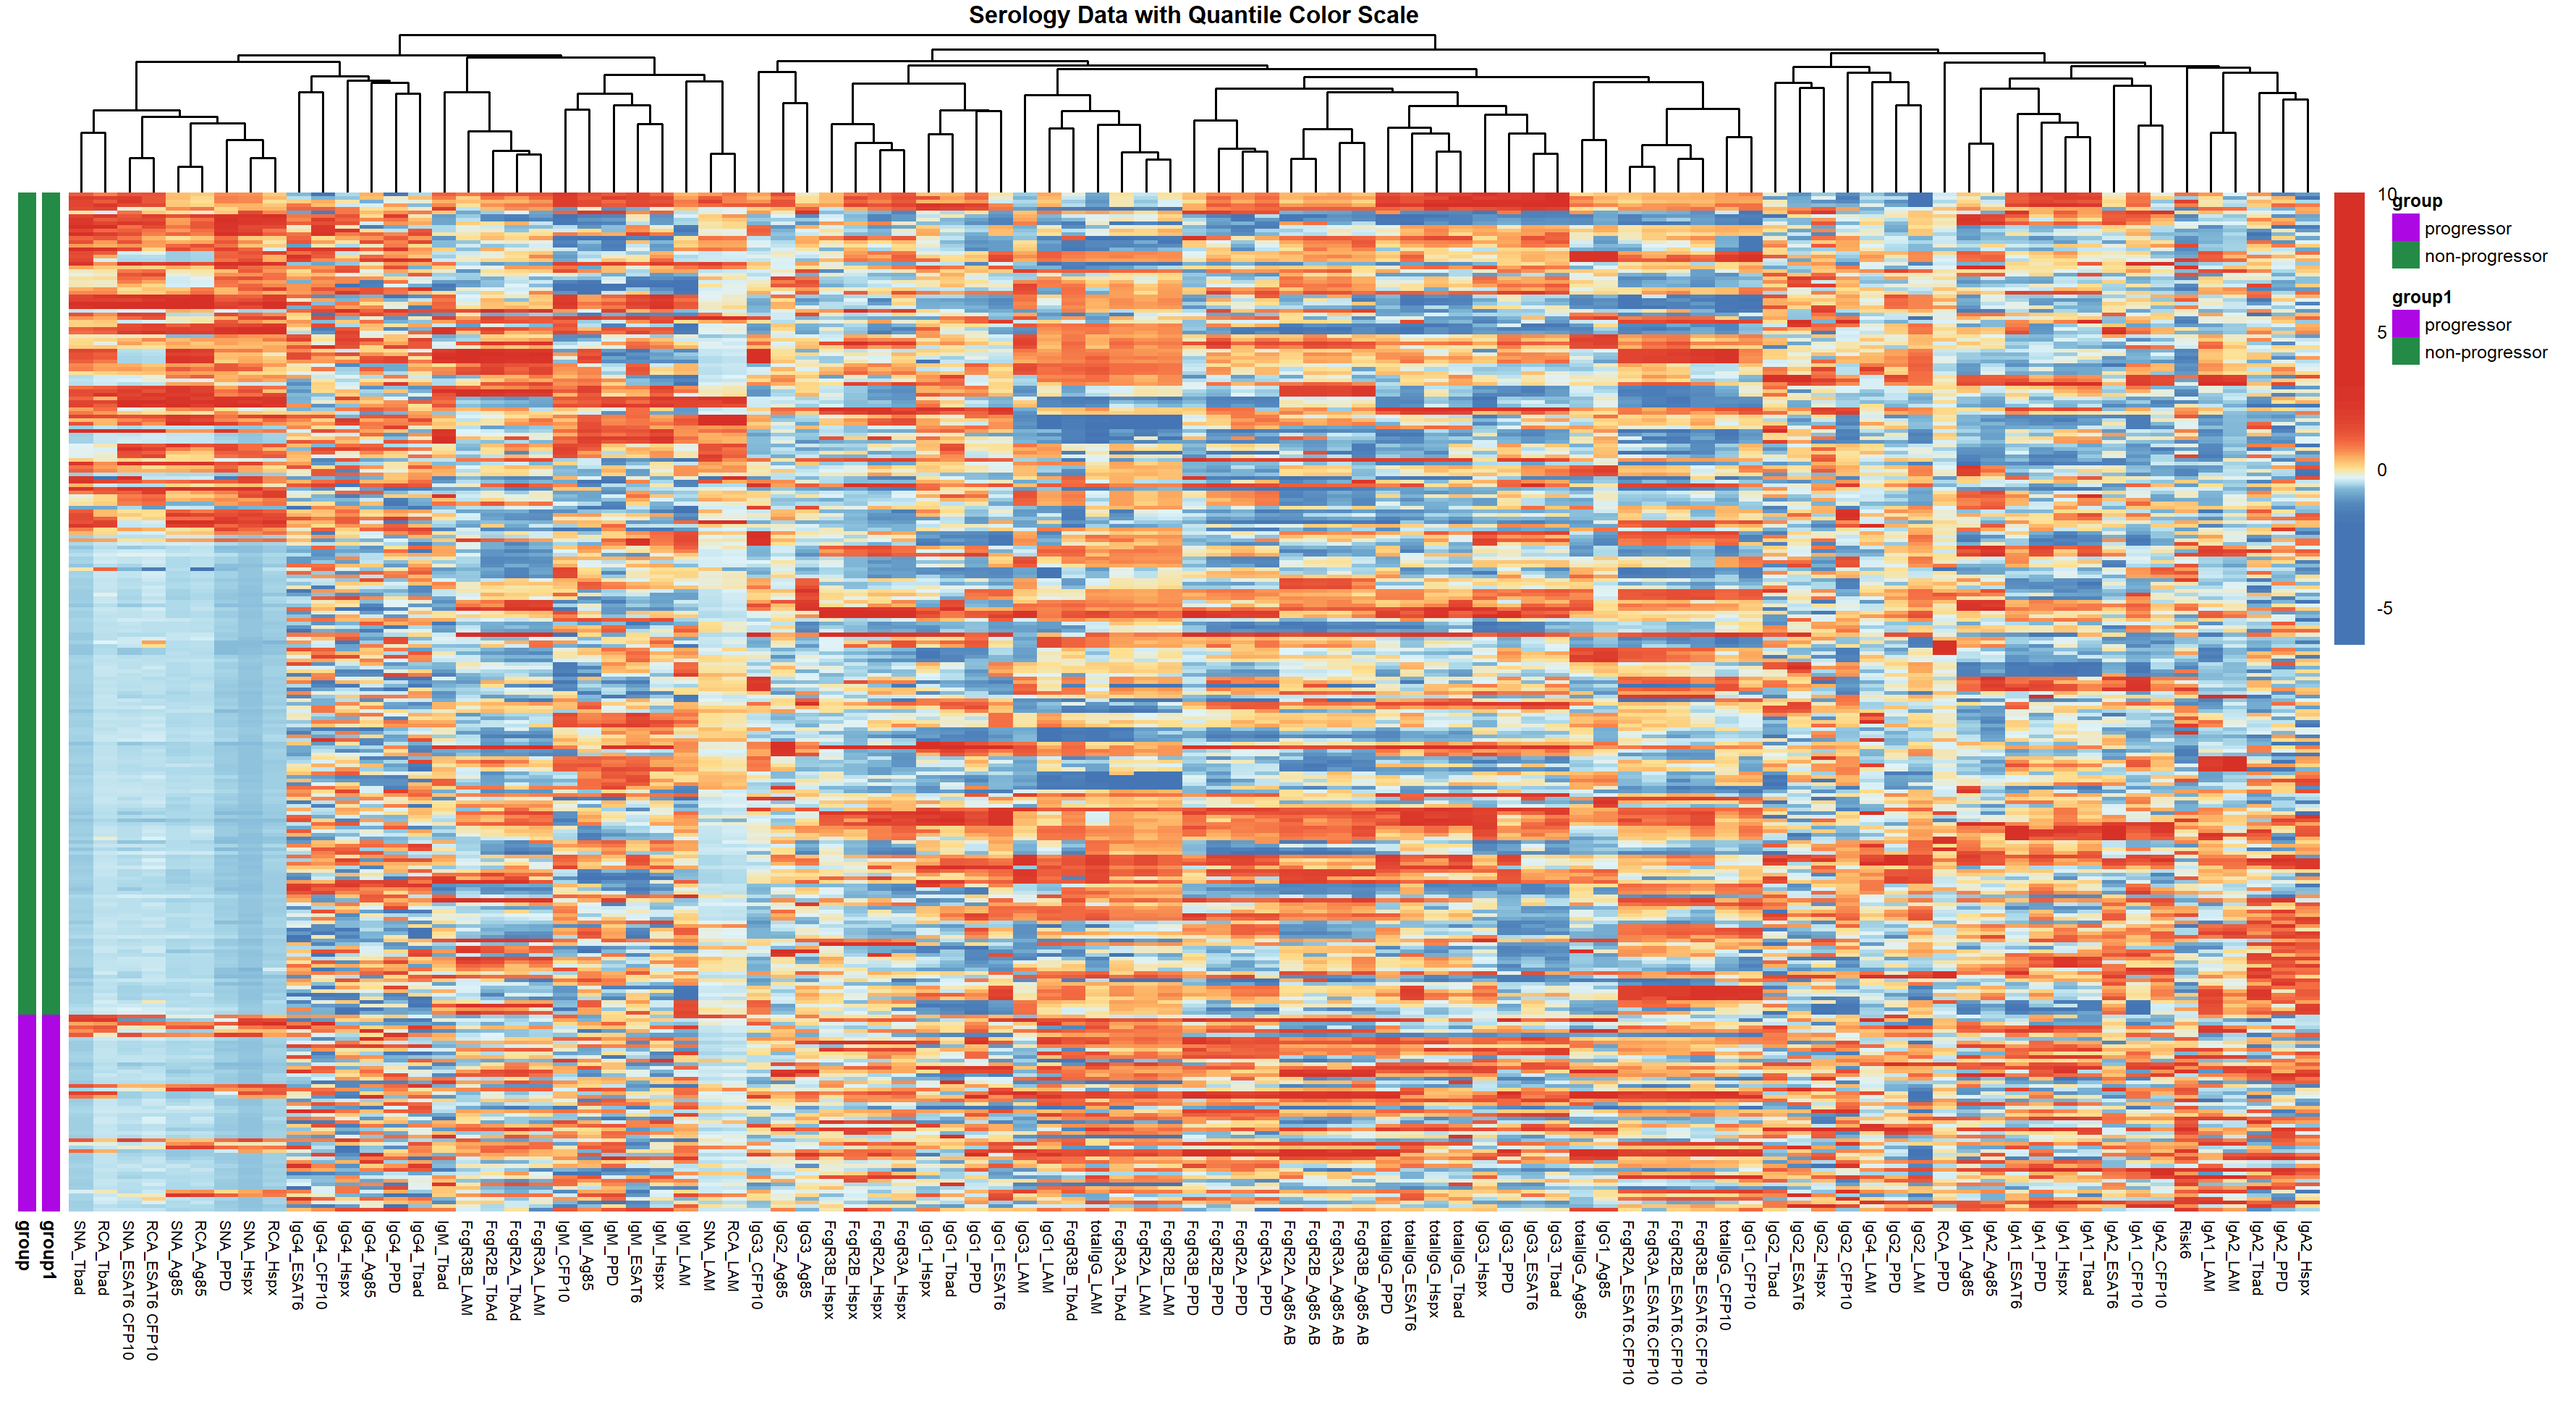 Serology Data with Quantile Color Scale
10
5
0
-5
group
progressor
non-progressor
group1
progressor
non-progressor
group
group1
SNA_Tbad
RCA_Tbad
SNA_ESAT6 CFP10
RCA_ESAT6 CFP10
SNA_Ag85
RCA_Ag85
SNA_PPD
SNA_Hspx
RCA_Hspx
IgG4_ESAT6
IgG4_CFP10
IgG4_Hspx
IgG4_Ag85
IgG4_PPD
IgG4_Tbad
IgM_Tbad
FcgR3B_LAM
FcgR2B_TbAd
FcgR2A_TbAd
FcgR3A_LAM
IgM_CFP10
IgM_Ag85
IgM_PPD
IgM_ESAT6
IgM_Hspx
IgM_LAM
SNA_LAM
RCA_LAM
IgG3_CFP10
IgG2_Ag85
IgG3_Ag85
FcgR3B_Hspx
FcgR2B_Hspx
FcgR2A_Hspx
FcgR3A_Hspx
IgG1_Hspx
IgG1_Tbad
IgG1_PPD
IgG1_ESAT6
IgG3_LAM
IgG1_LAM
FcgR3B_TbAd
totalIgG_LAM
FcgR3A_TbAd
FcgR2A_LAM
FcgR2B_LAM
FcgR3B_PPD
FcgR2B_PPD
FcgR2A_PPD
FcgR3A_PPD
FcgR2A_Ag85 AB
FcgR2B_Ag85 AB
FcgR3A_Ag85 AB
FcgR3B_Ag85 AB
totalIgG_PPD
totalIgG_ESAT6
totalIgG_Hspx
totalIgG_Tbad
IgG3_Hspx
IgG3_PPD
IgG3_ESAT6
IgG3_Tbad
totalIgG_Ag85
IgG1_Ag85
FcgR2A_ESAT6.CFP10
FcgR3A_ESAT6.CFP10
FcgR2B_ESAT6.CFP10
FcgR3B_ESAT6.CFP10
totalIgG_CFP10
IgG1_CFP10
IgG2_Tbad
IgG2_ESAT6
IgG2_Hspx
IgG2_CFP10
IgG4_LAM
IgG2_PPD
IgG2_LAM
RCA_PPD
IgA1_Ag85
IgA2_Ag85
IgA1_ESAT6
IgA1_PPD
IgA1_Hspx
IgA1_Tbad
IgA2_ESAT6
IgA1_CFP10
IgA2_CFP10
Risk6
IgA1_LAM
IgA2_LAM
IgA2_Tbad
IgA2_PPD
IgA2_Hspx